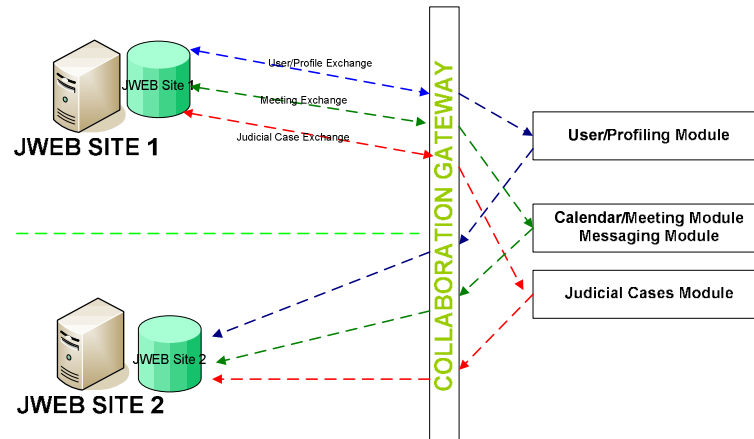 User/Profile Exchange
JWEB Site 1
Meeting Exchange
Judicial Case Exchange
JWEB SITE 1
COLLABORATION GATEWAY
User/Profiling Module
Calendar/Meeting Module
Messaging Module
Judicial Cases Module
JWEB Site 2
JWEB SITE 2